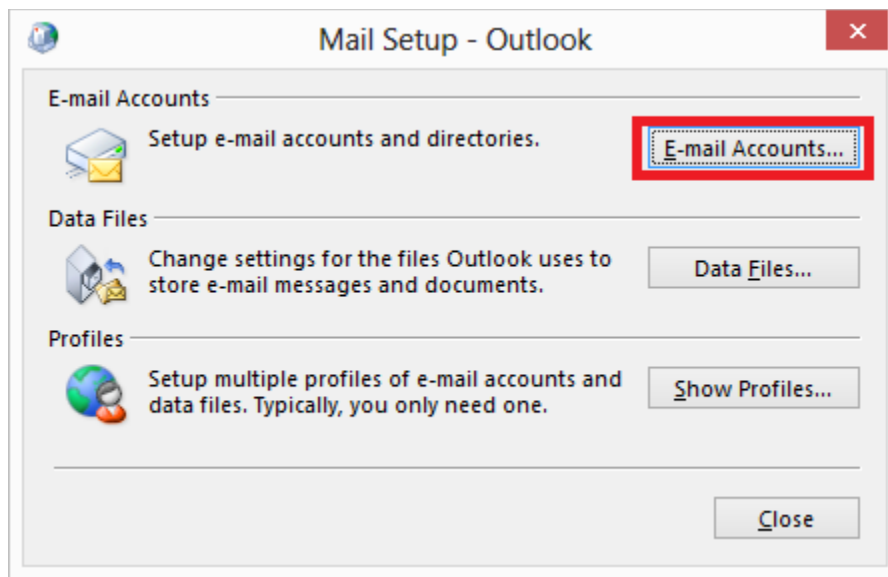 Mail Setup - Outlook
E-mail Accounts
Setup e-mail accounts and directories.
E-mail Accounts...
Data Files
Change settings for the files Outlook uses to
store e-mail messages and documents.
Data Files...
Profiles
Setup multiple profiles of e-mail accounts and
data files. Typically, you only need one.
Show Profiles...
Close